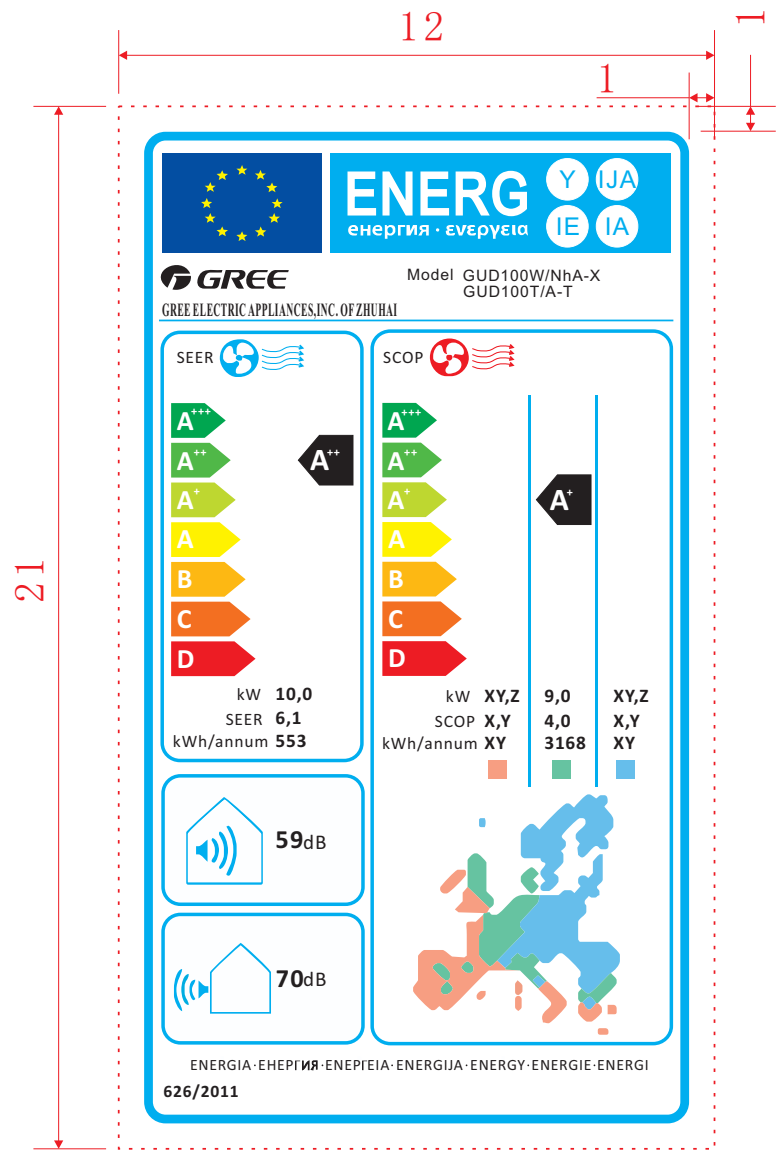 12
1
1
21
ENERG
енергия · ενεργεια
Y IJA
IE IA
GREE
GREE ELECTRIC APPLIANCES,INC. OF ZHUHAI
Model GUD100W/NhA-X
GUD100T/A-T
SEER
A+++
A++
A+
A
B
C
D
A++
kW 10,0
SEER 6,1
kWh/annum 553
SCOP
A+++
A++
A+
A
B
C
D
A+
kW XY,Z 9,0 XY,Z
SCOP X,Y 4,0 X,Y
kWh/annum XY 3168 XY
59dB
70dB
ENERGIA·ЕНЕРГИЯ·ΕΝΕΡΓΕΙΑ·ENERGIJA·ENERGY·ENERGIE·ENERGI
626/2011